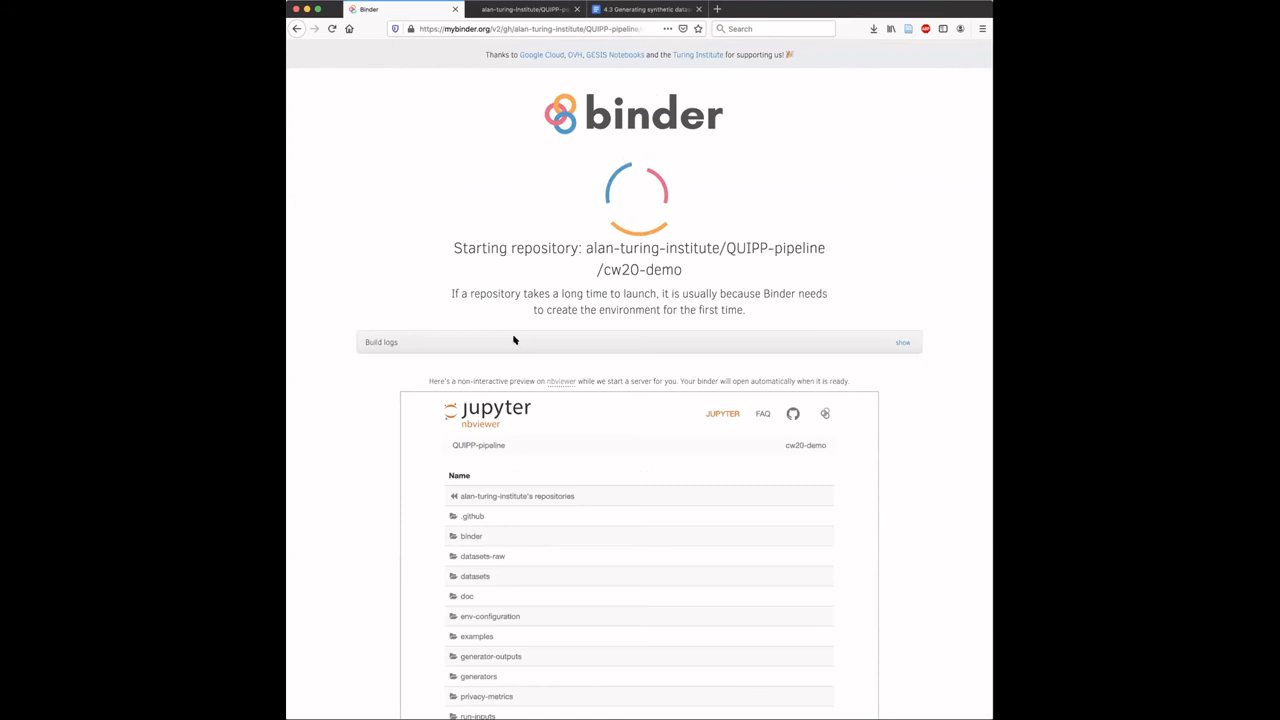 Binder
alan-turing-institute/QUIPP-pi
4.3 Generating synthetic datas
https://mybinder.org/v2/gh/alan-turing-institute/QUIPP-pipeline/
Search
Thanks to Google Cloud, OVH, GESIS Notebooks and the Turing Institute for supporting us! 🎉
binder
Starting repository: alan-turing-institute/QUIPP-pipeline
/cw20-demo
If a repository takes a long time to launch, it is usually because Binder needs
to create the environment for the first time.
Build logs
show
Here's a non-interactive preview on nbviewer while we start a server for you. Your binder will open automatically when it is ready.
jupyter
nbviewer
JUPYTER
FAQ
QUIPP-pipeline
cw20-demo
Name
alan-turing-institute's repositories
.github
binder
datasets-raw
datasets
doc
env-configuration
examples
generator-outputs
generators
privacy-metrics
run-inputs